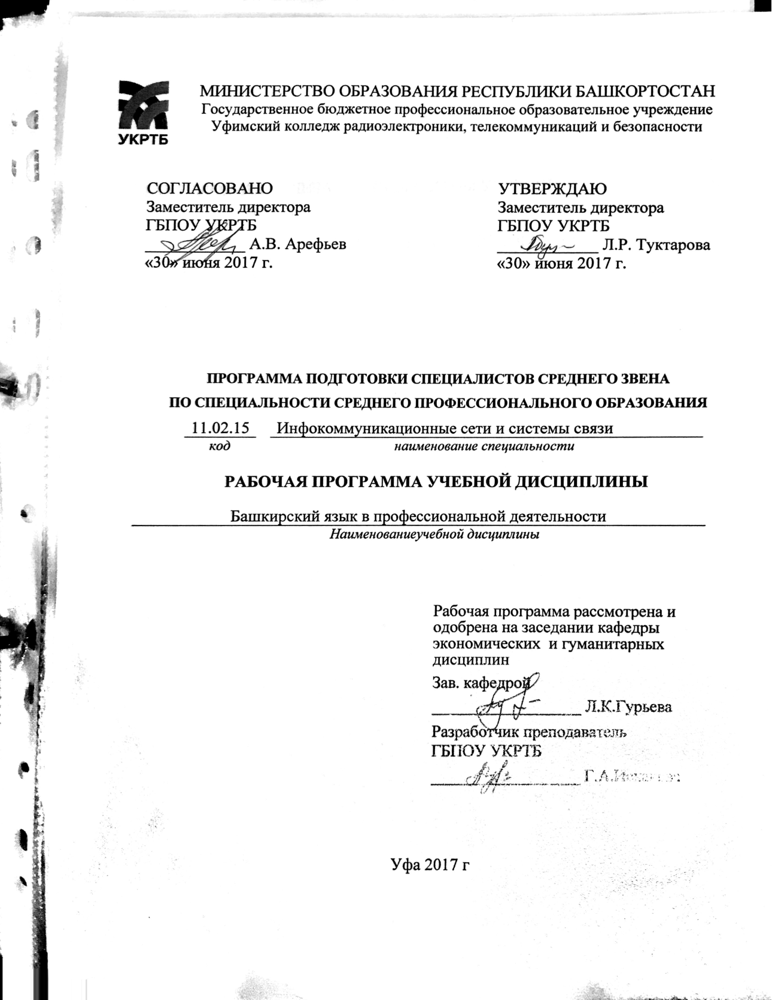 МИНИСТЕРСТВО ОБРАЗОВАНИЯ РЕСПУБЛИКИ БАШКОРТОСТАН
Государственное бюджетное профессиональное образовательное учреждение
Уфимский колледж радиоэлектроники, телекоммуникаций и безопасности
УКРТБ
СОГЛАСОВАНО
Заместитель директора
ГБПОУ УКРТБ
А.В. Арефьев
«30» июня 2017 г.
УТВЕРЖДАЮ
Заместитель директора
ГБПОУ УКРТБ
Л.Р. Туктарова
«30» июня 2017 г.
ПРОГРАММА ПОДГОТОВКИ СПЕЦИАЛИСТОВ СРЕДНЕГО ЗВЕНА
ПО СПЕЦИАЛЬНОСТИ СРЕДНЕГО ПРОФЕССИОНАЛЬНОГО ОБРАЗОВАНИЯ
11.02.15 Инфокоммуникационные сети и системы связи
код наименование специальности
РАБОЧАЯ ПРОГРАММА УЧЕБНОЙ ДИСЦИПЛИНЫ
Башкирский язык в профессиональной деятельности
Наименованиеучебной дисциплины
Рабочая программа рассмотрена и
одобрена на заседании кафедры
экономических и гуманитарных
дисциплин
Зав. кафедрой
Л.К.Гурьева
Разработчик преподаватель
ГБПОУ УКРТБ
Г.А.
Уфа 2017 г